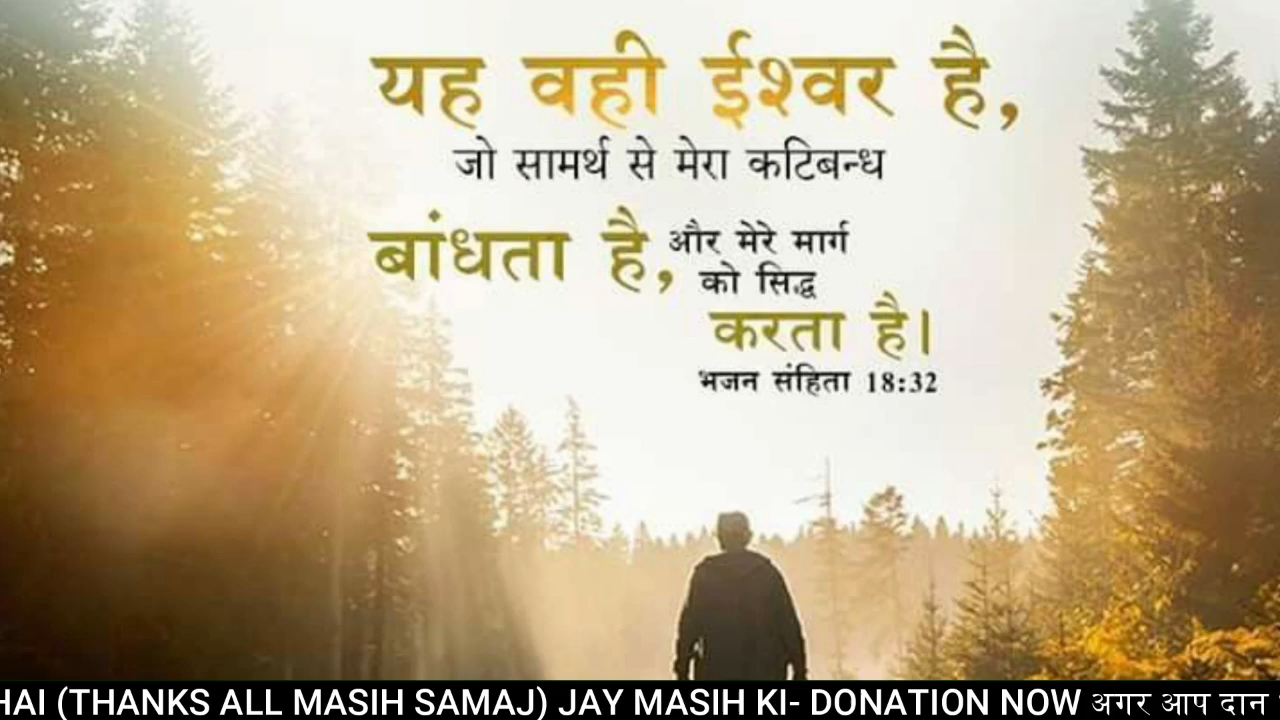 यह वही ईश्वर है,
जो सामर्थ से मेरा कटिबन्ध
बांधता है, और मेरे मार्ग
को सिद्ध
करता है।
भजन संहिता 18:32
HAI (THANKS ALL MASIH SAMAJ) JAY MASIH KI- DONATION NOW अगर आप दान